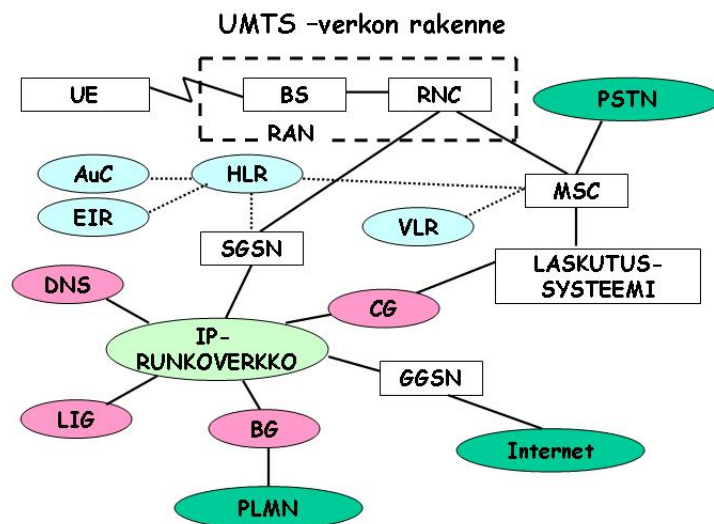 UMTS –verkon rakenne
UE
BS
RNC
PSTN
RAN
AuC
HLR
MSC
EIR
VLR
SGSN
LASKUTUS-
SYSTEEMI
DNS
CG
IP-
RUNKOVERKKO
GGSN
LIG
BG
Internet
PLMN